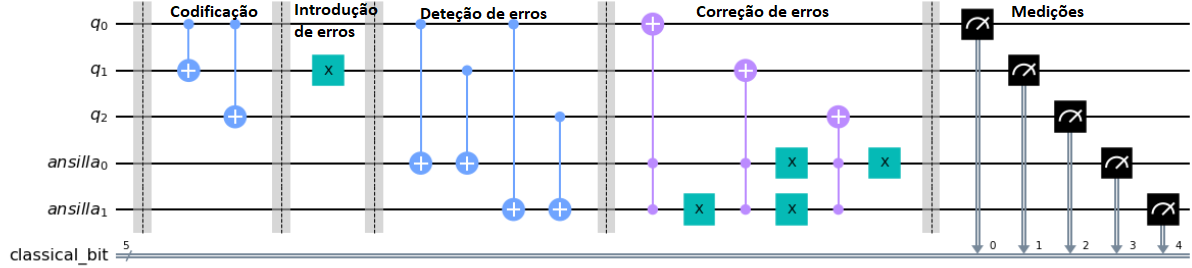 Codificação Introdução Deteção de erros Correção de erros Medições
de erros
q0
q1 X
q2
ansilla0 X X
ansilla1 X X
classical_bit 5 0 1 2 3 4